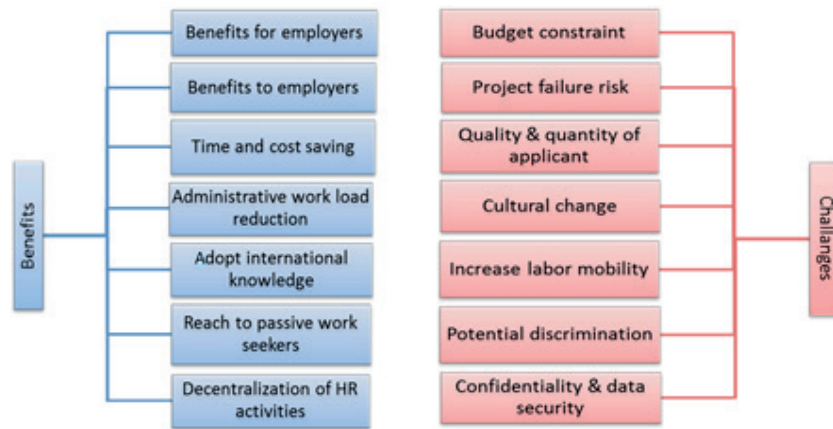 Benefits
Benefits for employers
Benefits to employers
Time and cost saving
Administrative work load
reduction
Adopt international
knowledge
Reach to passive work
seekers
Decentralization of HR
activities
Budget constraint
Project failure risk
Quality & quantity of
applicant
Cultural change
Increase labor mobility
Potential discrimination
Confidentiality & data
security
Challanges